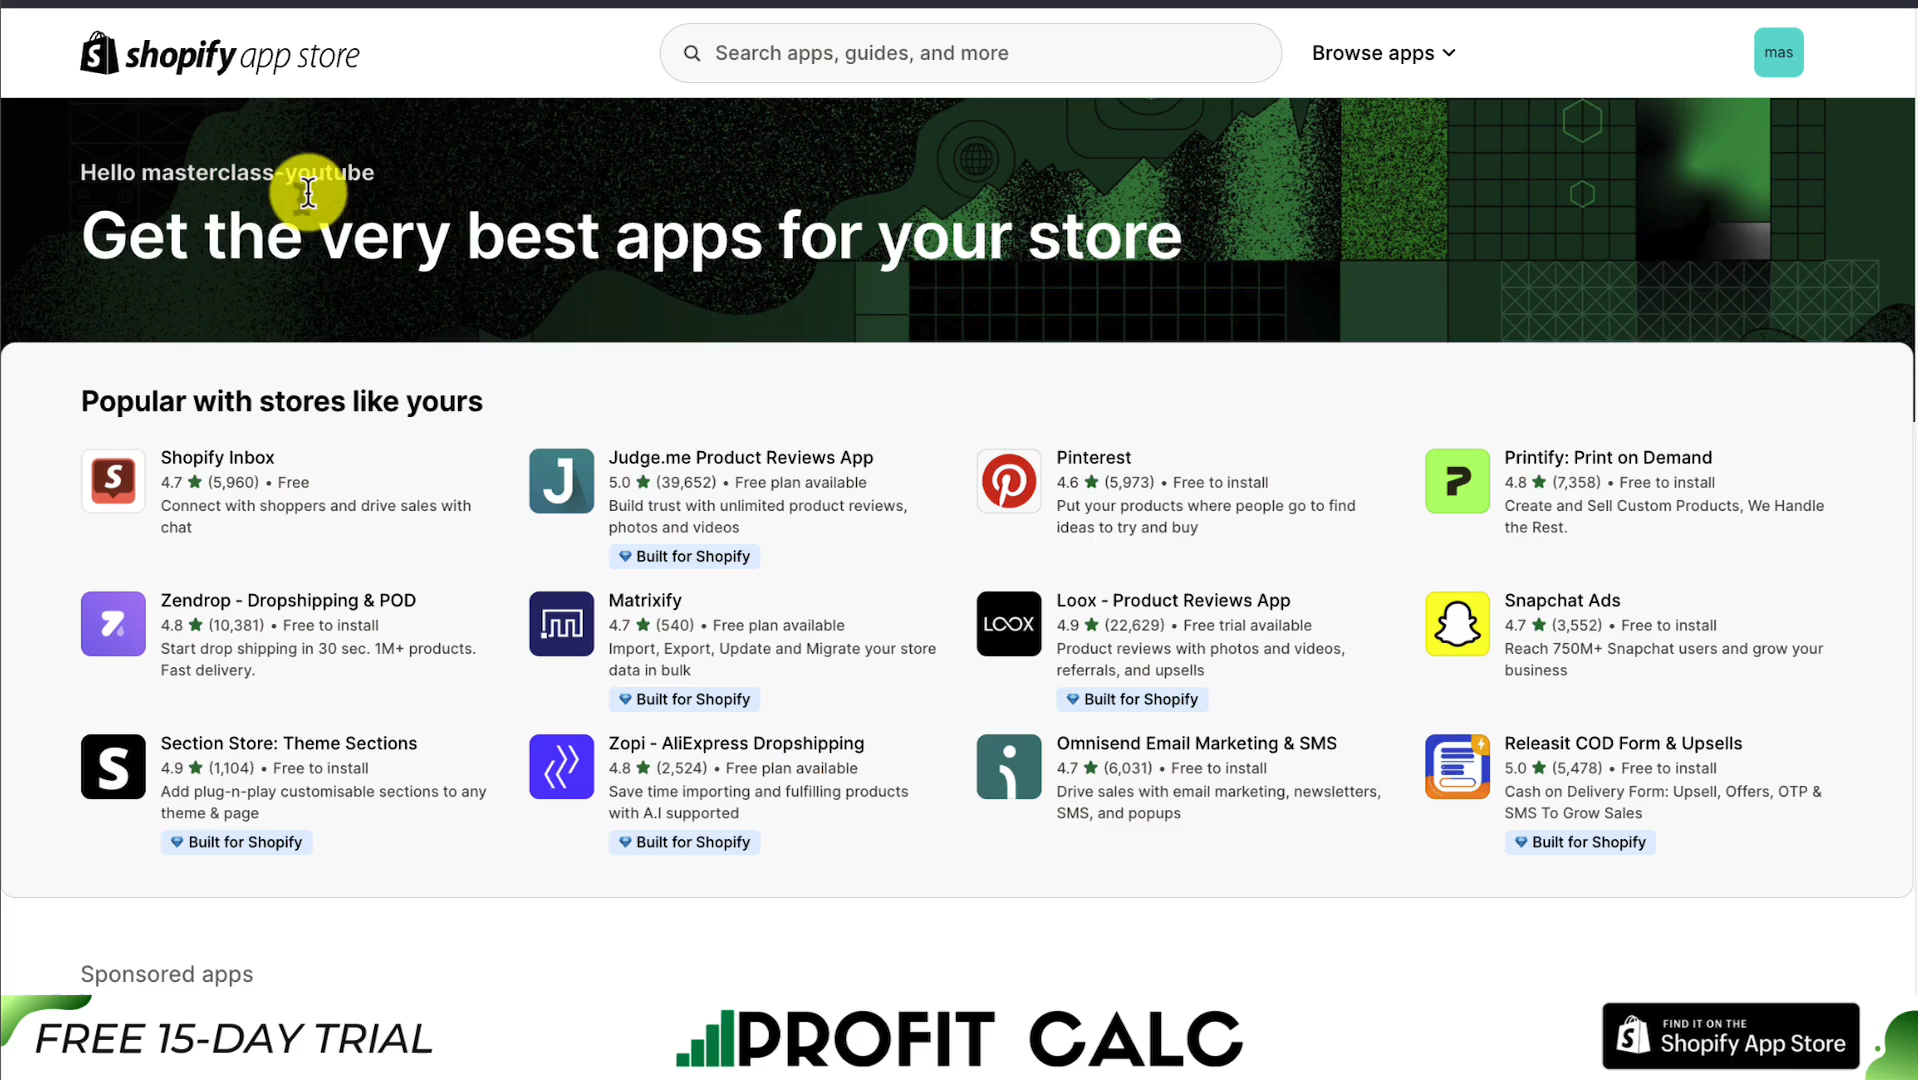 shopify app store
Search apps, guides, and more
Browse apps
mas
Hello masterclass-youtube
Get the very best apps for your store
Popular with stores like yours
Shopify Inbox
4.7 ★ (5,960) • Free
Connect with shoppers and drive sales with
chat
Judge.me Product Reviews App
5.0 ★ (39,652) • Free plan available
Build trust with unlimited product reviews,
photos and videos
Built for Shopify
Pinterest
4.6 ★ (5,973) • Free to install
Put your products where people go to find
ideas to try and buy
Printify: Print on Demand
4.8 ★ (7,358) • Free to install
Create and Sell Custom Products, We Handle
the Rest.
Zendrop - Dropshipping & POD
4.8 ★ (10,381) • Free to install
Start drop shipping in 30 sec. 1M+ products.
Fast delivery.
Matrixify
4.7 ★ (540) • Free plan available
Import, Export, Update and Migrate your store
data in bulk
Built for Shopify
LOOX
Loox - Product Reviews App
4.9 ★ (22,629) • Free trial available
Product reviews with photos and videos,
referrals, and upsells
Built for Shopify
Snapchat Ads
4.7 ★ (3,552) • Free to install
Reach 750M+ Snapchat users and grow your
business
Section Store: Theme Sections
4.9 ★ (1,104) • Free to install
Add plug-n-play customisable sections to any
theme & page
Built for Shopify
Zopi - AliExpress Dropshipping
4.8 ★ (2,524) • Free plan available
Save time importing and fulfilling products
with A.I supported
Built for Shopify
Omnisend Email Marketing & SMS
4.7 ★ (6,031) • Free to install
Drive sales with email marketing, newsletters,
SMS, and popups
Releasit COD Form & Upsells
5.0 ★ (5,478) • Free to install
Cash on Delivery Form: Upsell, Offers, OTP &
SMS To Grow Sales
Built for Shopify
Sponsored apps
FREE 15-DAY TRIAL
PROFIT CALC
FIND IT ON THE
Shopify App Store